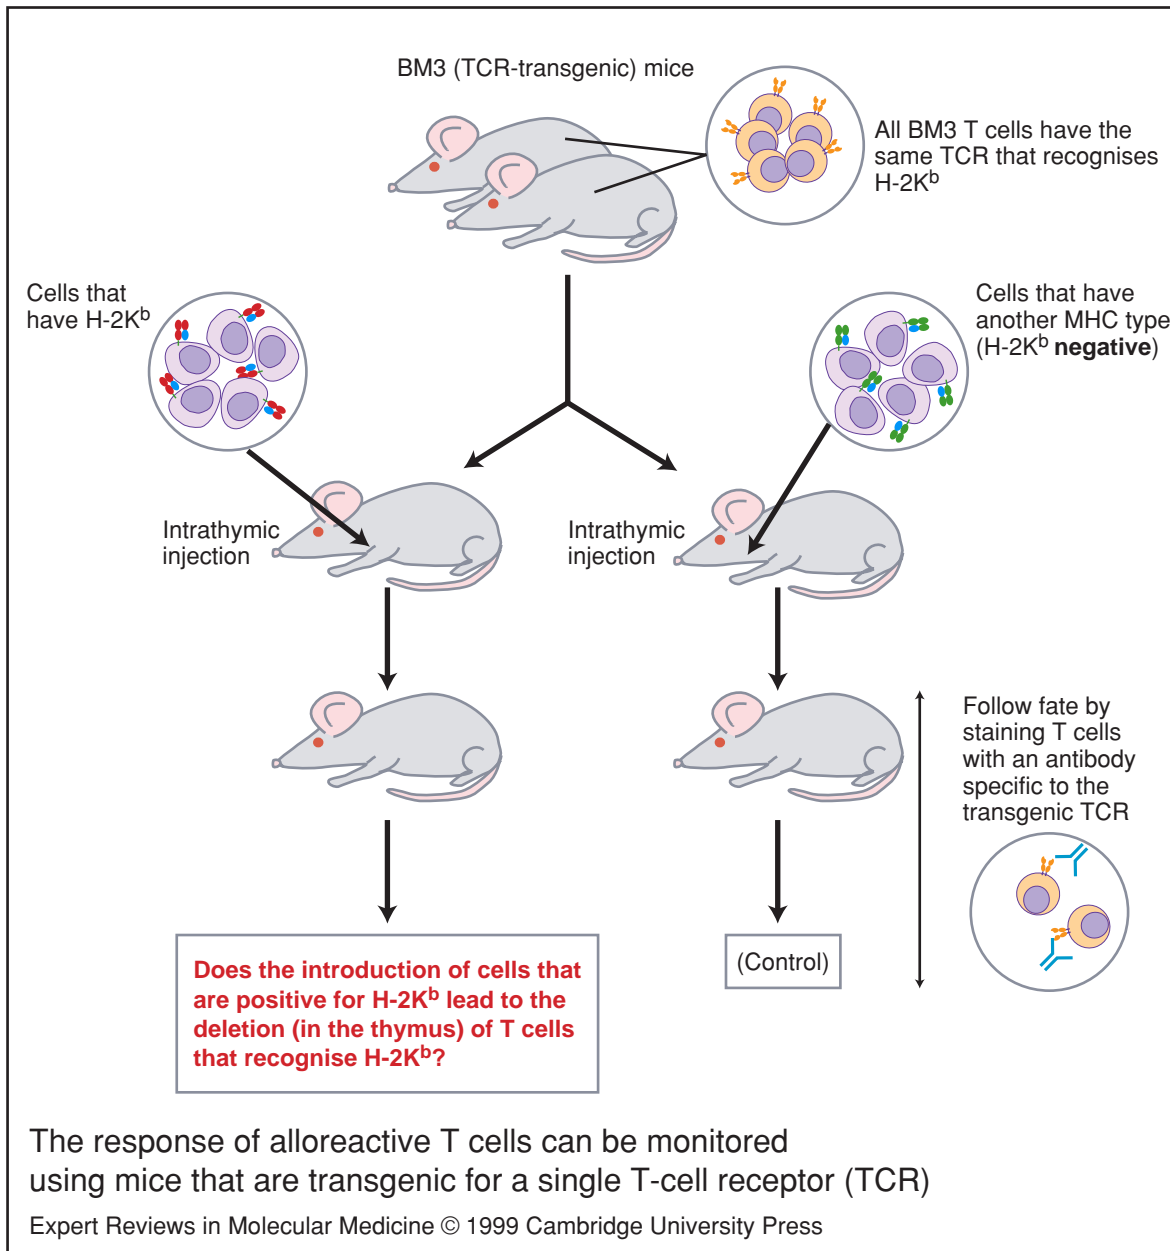 BM3 (TCR-transgenic) mice
All BM3 T cells have the
same TCR that recognises
H-2Kᵇ
Cells that
have H-2Kᵇ
Cells that have
another MHC type
(H-2Kᵇ negative)
Intrathymic
injection
Intrathymic
injection
Follow fate by
staining T cells
with an antibody
specific to the
transgenic TCR
Does the introduction of cells that
are positive for H-2Kᵇ lead to the
deletion (in the thymus) of T cells
that recognise H-2Kᵇ?
(Control)
The response of alloreactive T cells can be monitored
using mice that are transgenic for a single T-cell receptor (TCR)
Expert Reviews in Molecular Medicine © 1999 Cambridge University Press